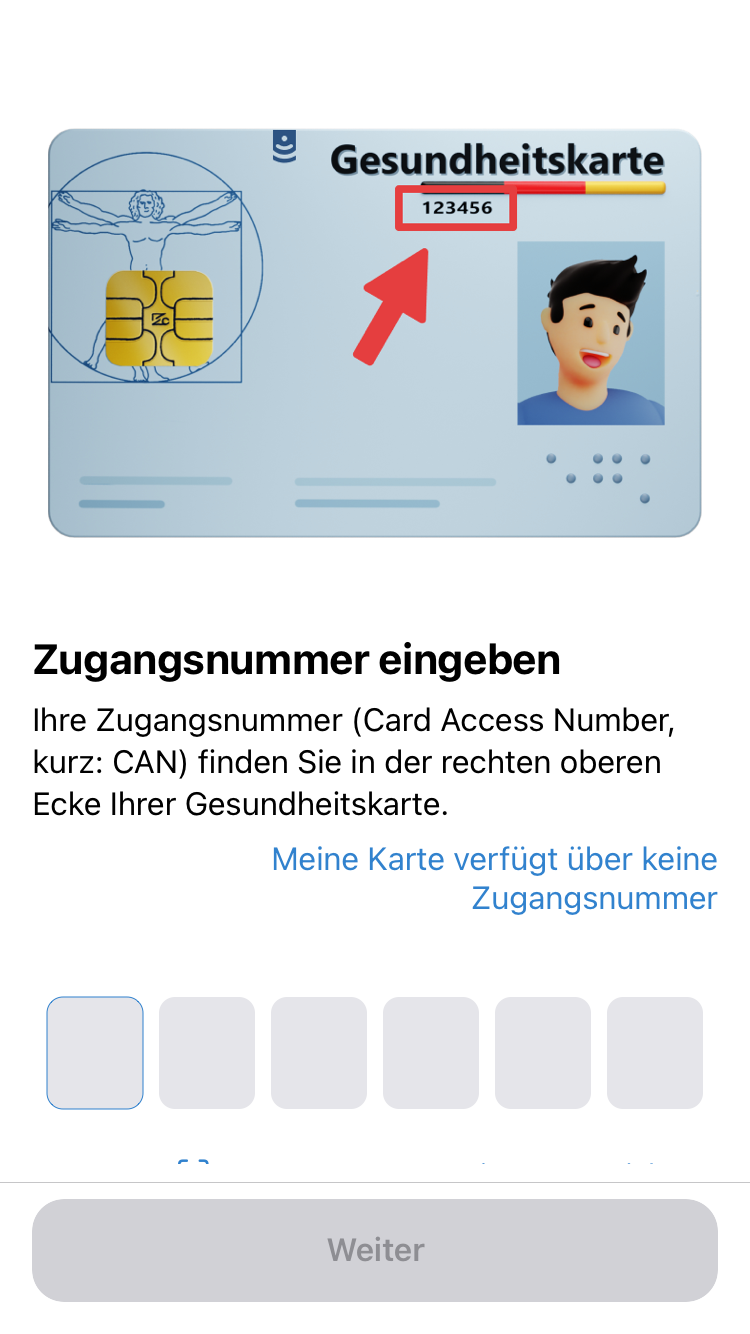 Gesundheitskarte
123456
Zugangsnummer eingeben
Ihre Zugangsnummer (Card Access Number,
kurz: CAN) finden Sie in der rechten oberen
Ecke Ihrer Gesundheitskarte.
Meine Karte verfügt über keine
Zugangsnummer
Weiter